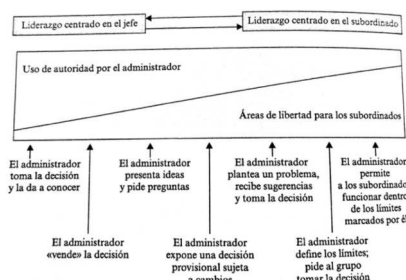 Liderazgo centrado en el jefe
Liderazgo centrado en el subordinado
Uso de autoridad por el administrador
Áreas de libertad para los subordinados
El administrador
toma la decisión
y la da a conocer
El administrador
«vende» la decisión
El administrador
presenta ideas
y pide preguntas
El administrador
expone una decisión
provisional sujeta
a cambios
El administrador
plantea un problema,
recibe sugerencias
y toma la decisión
El administrador
define los límites;
pide al grupo
tomar la decisión
El administrador
permite
a los subordinado
funcionar dentro
de los límites
marcados por él